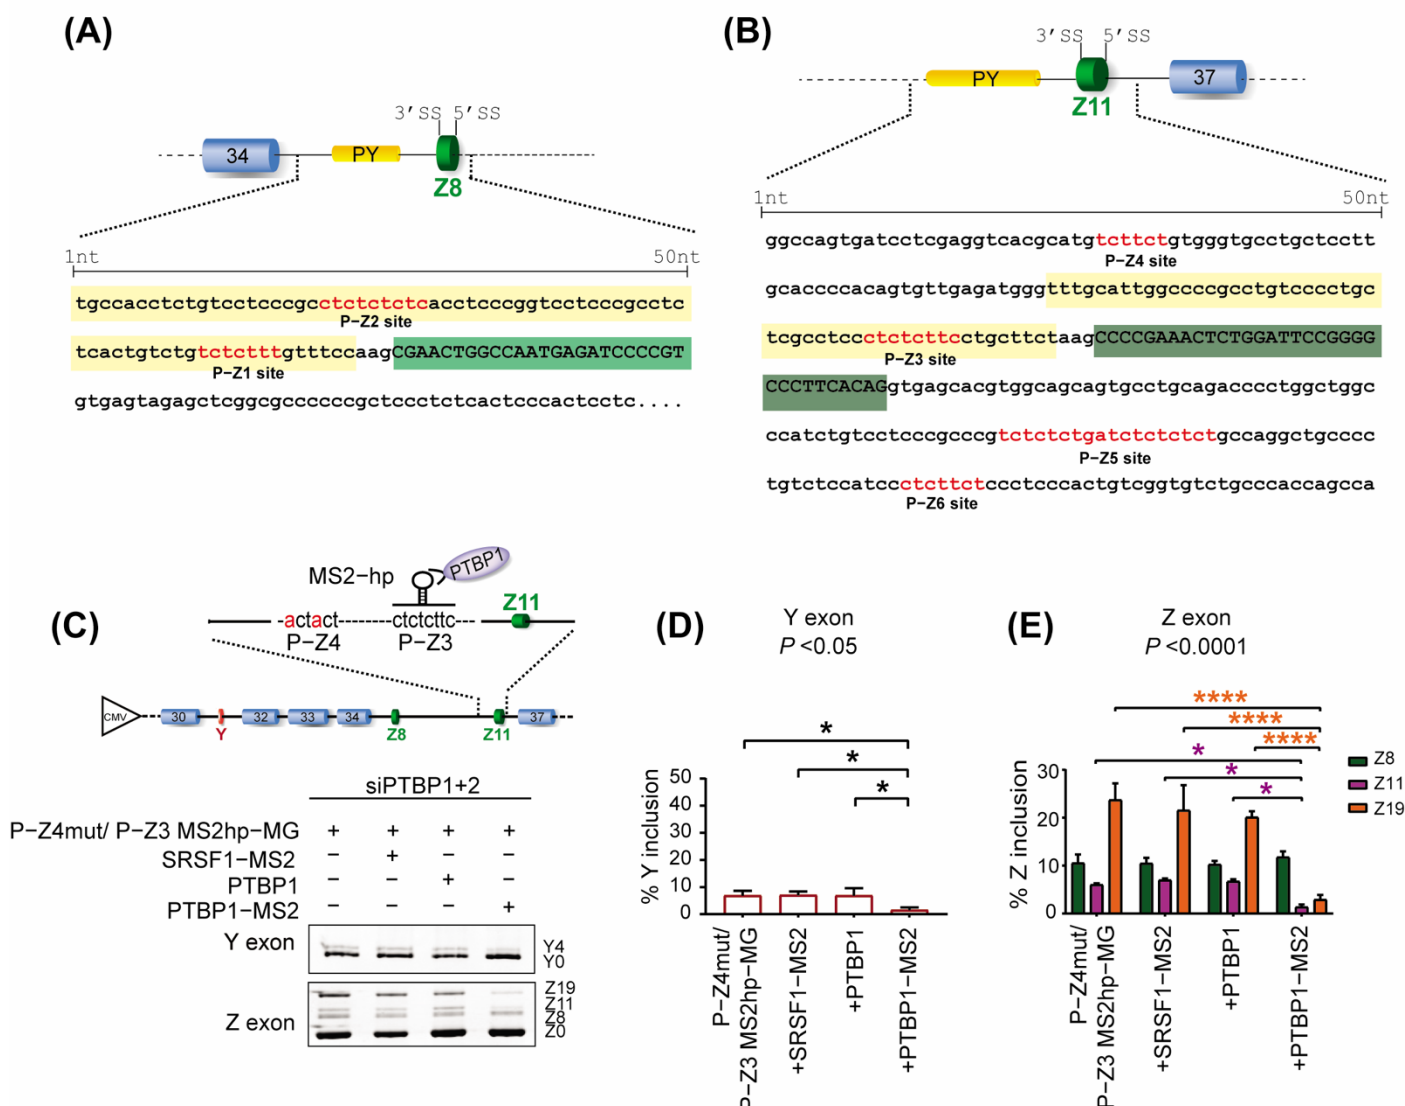 (A)
3’SS 5’SS
34
PY
Z8
1nt 50nt
tgccacctctgtcctcccgcctctctctcacctcccggtcctcccgcctc
P−Z2 site
tcactgtctgtctctttgtttccaagCGAACTGGCCAATGAGATCCCCGT
P−Z1 site
gtgagtagagctcggcgcccccccgctccctctcactcccactcctc....
(B)
3’SS 5’SS
PY
Z11
37
1nt 50nt
ggccagtgatcctcgaggtcacgcatgtcttctgtgggtgcctgctcctt
P−Z4 site
gcaccccacagtgttgagatgggtttgcattggccccgcctgtcccctgc
tcgcctccctctcttcctgcttctaagCCCCGAAACTCTGGATTCCGGGG
P−Z3 site
CCCTTCACAGgtgagcacgtggcagcagtgcctgcagacccctggctggc
ccatctgtcctcccgcccgtctctctgatctctctctgccaggctgcccc
P−Z5 site
tgtctccatccctcttctccctcccactgtcggtgtctgcccaccagcca
P−Z6 site
(C)
MS2−hp
PTBP1
actact
ctctcttc
Z11
P−Z4
P−Z3
CMV
30
Y
32
33
34
Z8
Z11
37
siPTBP1+2
P−Z4mut/ P−Z3 MS2hp−MG + + + +
SRSF1−MS2 − + − −
PTBP1 − − + −
PTBP1−MS2 − − − +
Y exon
Y4
Y0
Z exon
Z19
Z11
Z8
Z0
(D)
Y exon
P <0.05
*
*
*
% Y inclusion
50
40
30
20
10
0
P−Z4mut/
P−Z3 MS2hp−MG
+SRSF1−MS2
+PTBP1
+PTBP1−MS2
(E)
Z exon
P <0.0001
****
****
****
*
*
*
% Z inclusion
30
20
10
0
Z8
Z11
Z19
P−Z4mut/
P−Z3 MS2hp−MG
+SRSF1−MS2
+PTBP1
+PTBP1−MS2